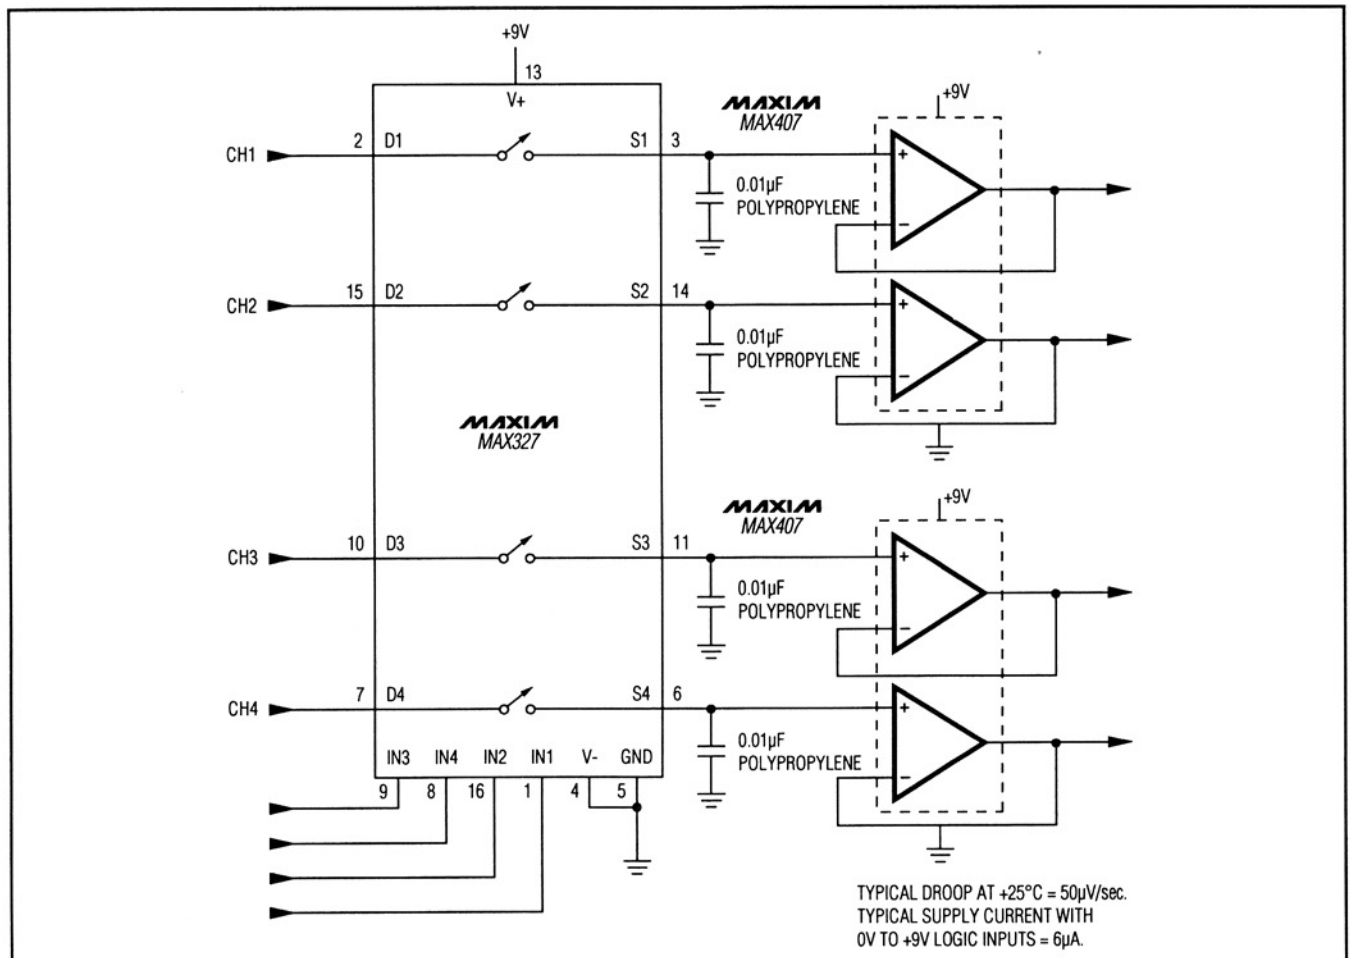 +9V
13
V+
MAXIM
MAX407
+9V
CH1
2
D1
S1
3
+
0.01µF
POLYPROPYLENE
−
CH2
15
D2
S2
14
+
0.01µF
POLYPROPYLENE
−
MAXIM
MAX327
MAXIM
MAX407
+9V
CH3
10
D3
S3
11
+
0.01µF
POLYPROPYLENE
−
CH4
7
D4
S4
6
+
0.01µF
POLYPROPYLENE
−
IN3 IN4 IN2 IN1 V- GND
9 8 16 1 4 5
TYPICAL DROOP AT +25°C = 50µV/sec.
TYPICAL SUPPLY CURRENT WITH
0V TO +9V LOGIC INPUTS = 6µA.